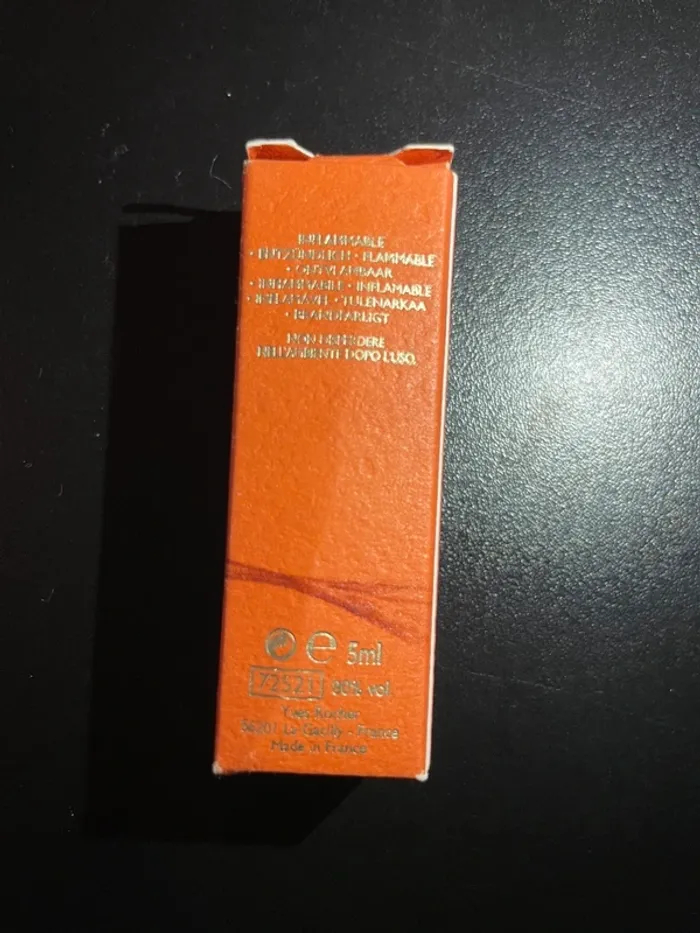 INFLAMMABLE
• ENTZÜNDLICH • FLAMMABLE
• ONTVLAMBAAR
• INFIAMMABILE • INFLAMABLE
• INFLAMÁVEL • TULENARKAA
• BRANDFARLIGT
NON DISPERDERE
NELL'AMBIENTE DOPO L'USO.
e 5ml
72521 80% vol.
Yves Rocher
56201 La Gacilly - France
Made in France